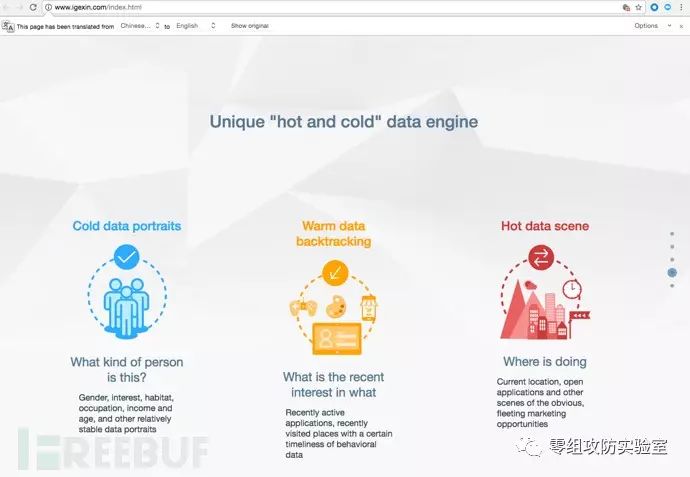 www.igexin.com/index.html
This page has been translated from Chinese... to English Show original Options
Unique "hot and cold" data engine
Cold data portraits
What kind of person
is this?
Gender, interest, habitat,
occupation, income and
age, and other relatively
stable data portraits
Warm data
backtracking
What is the recent
interest in what
Recently active
applications, recently
visited places with a certain
timeliness of behavioral
data
Hot data scene
Where is doing
Current location, open
applications and other
scenes of the obvious,
fleeting marketing
opportunities
FREEBUF
零组攻防实验室